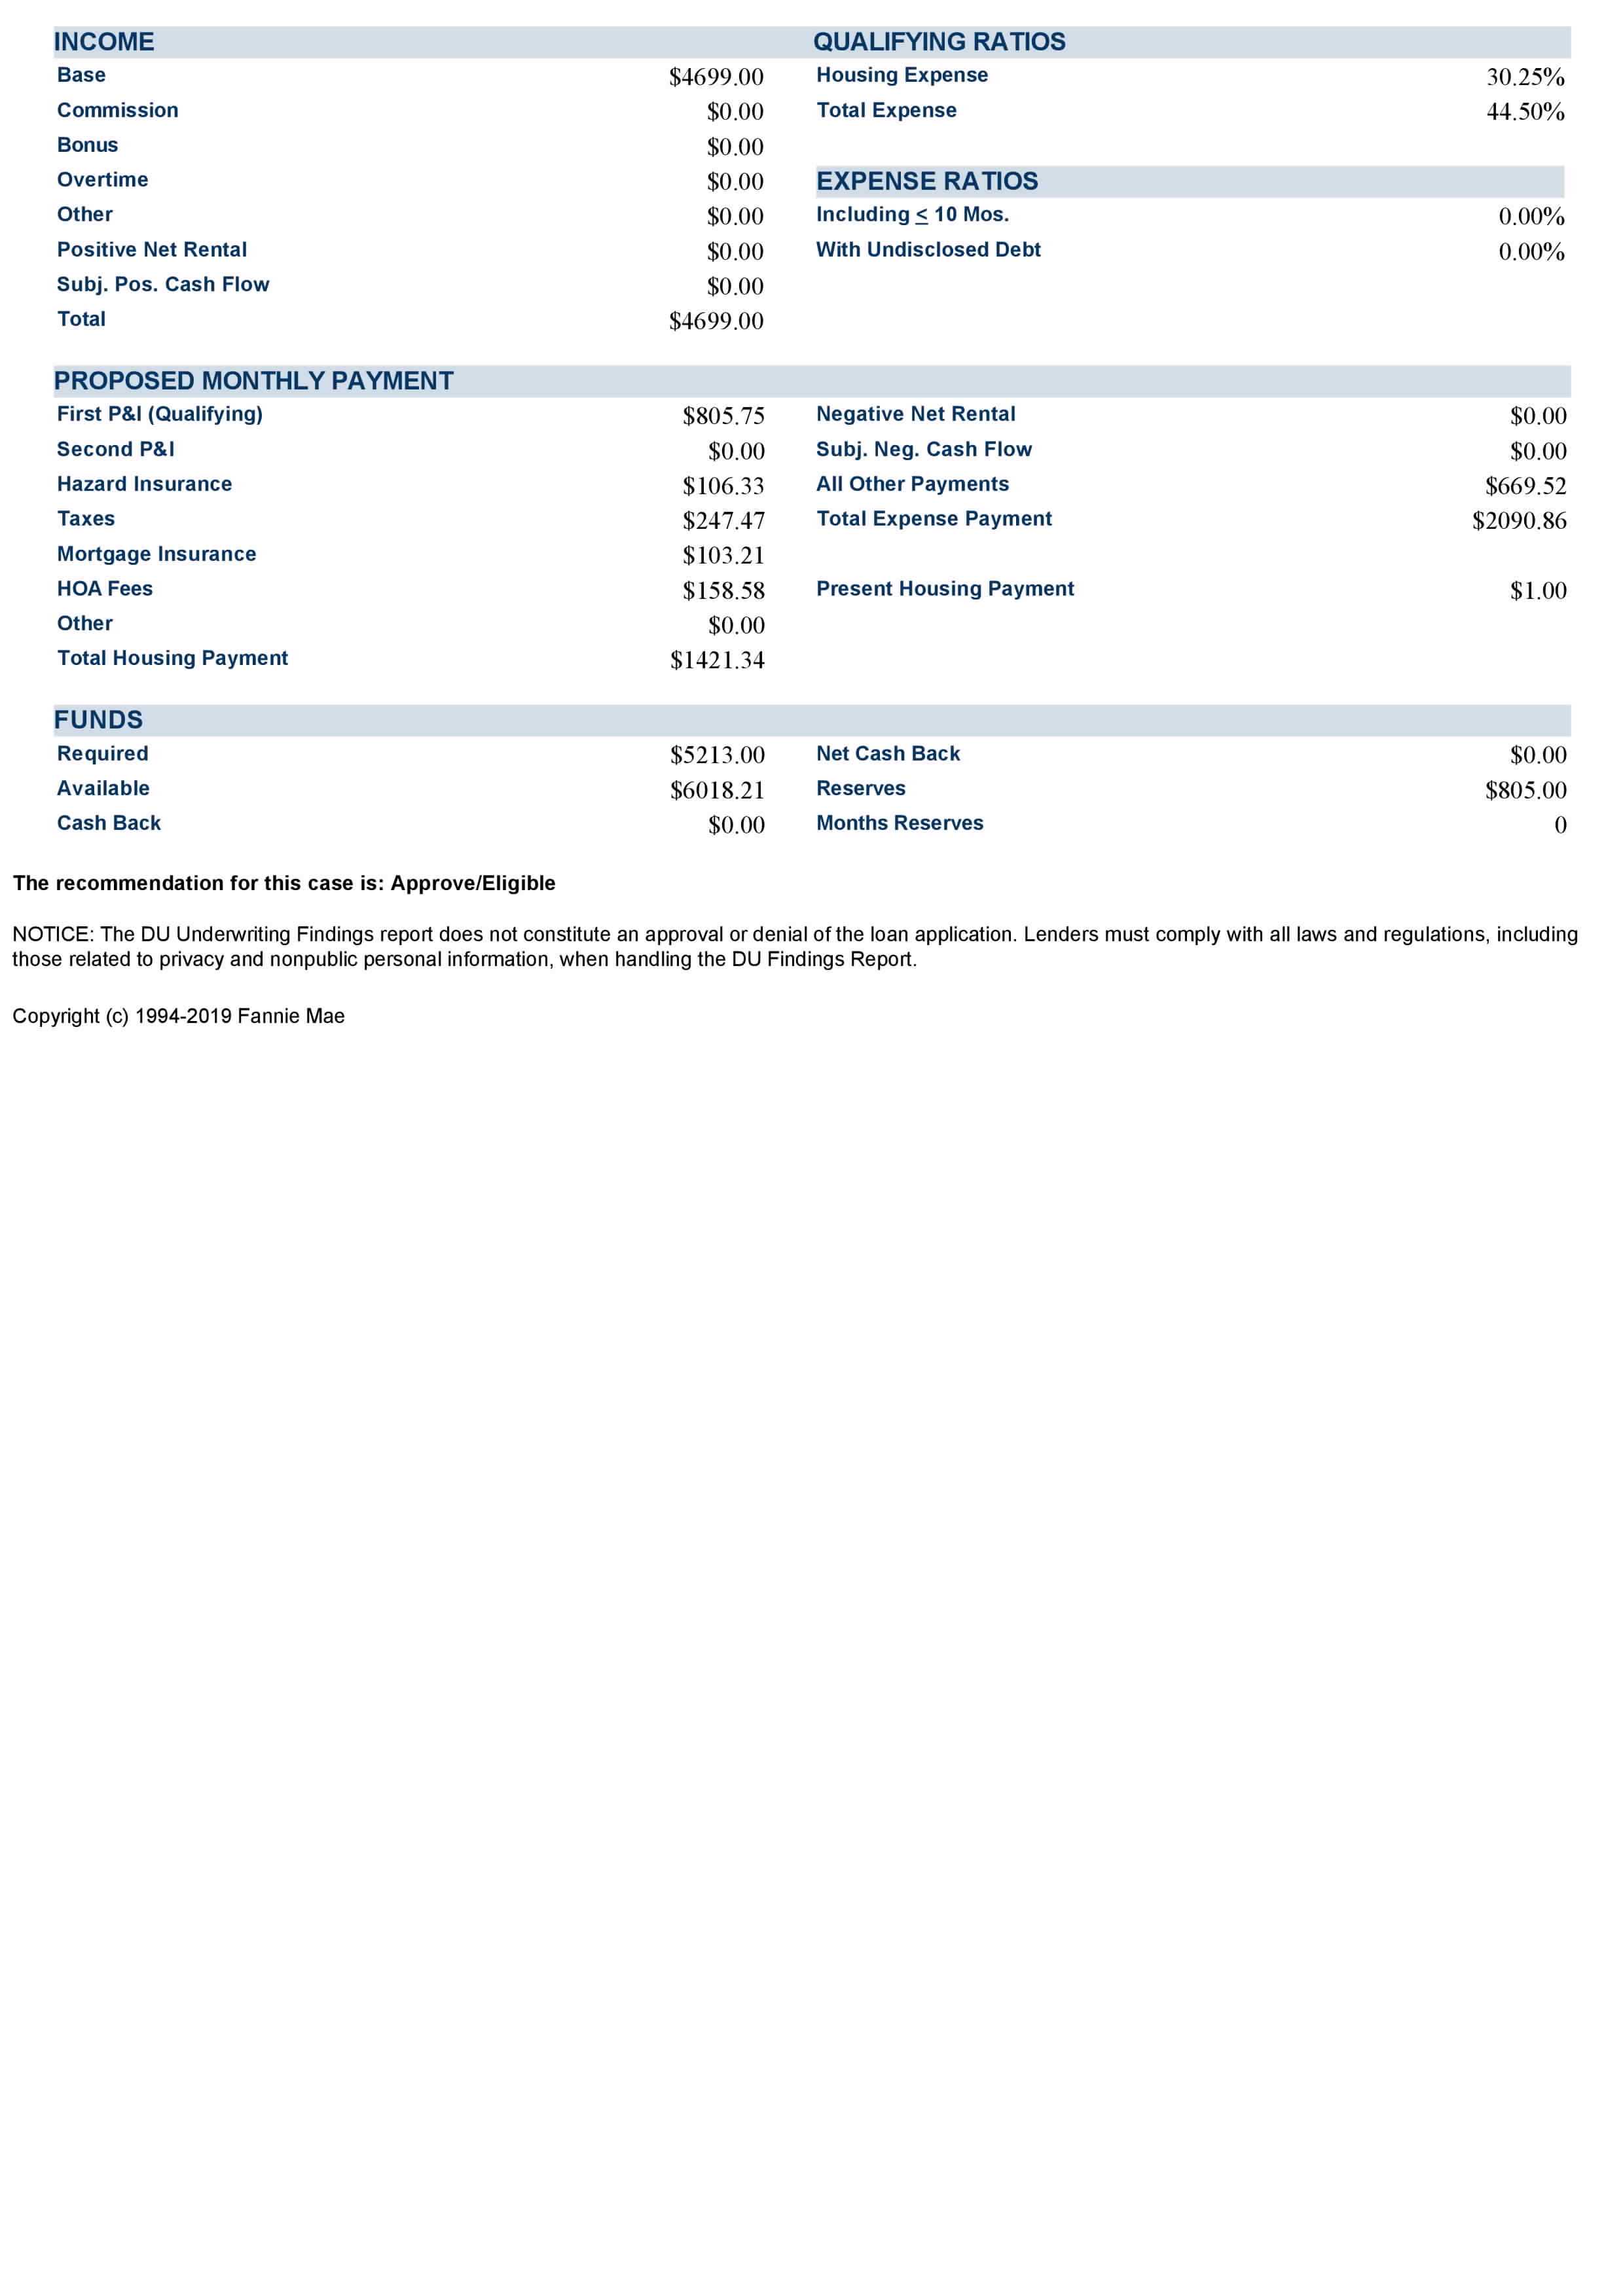 INCOME QUALIFYING RATIOS
Base $4699.00 Housing Expense 30.25%
Commission $0.00 Total Expense 44.50%
Bonus $0.00
Overtime $0.00 EXPENSE RATIOS
Other $0.00 Including ≤ 10 Mos. 0.00%
Positive Net Rental $0.00 With Undisclosed Debt 0.00%
Subj. Pos. Cash Flow $0.00
Total $4699.00
PROPOSED MONTHLY PAYMENT
First P&I (Qualifying) $805.75 Negative Net Rental $0.00
Second P&I $0.00 Subj. Neg. Cash Flow $0.00
Hazard Insurance $106.33 All Other Payments $669.52
Taxes $247.47 Total Expense Payment $2090.86
Mortgage Insurance $103.21
HOA Fees $158.58 Present Housing Payment $1.00
Other $0.00
Total Housing Payment $1421.34
FUNDS
Required $5213.00 Net Cash Back $0.00
Available $6018.21 Reserves $805.00
Cash Back $0.00 Months Reserves 0
The recommendation for this case is: Approve/Eligible
NOTICE: The DU Underwriting Findings report does not constitute an approval or denial of the loan application. Lenders must comply with all laws and regulations, including
those related to privacy and nonpublic personal information, when handling the DU Findings Report.
Copyright (c) 1994-2019 Fannie Mae